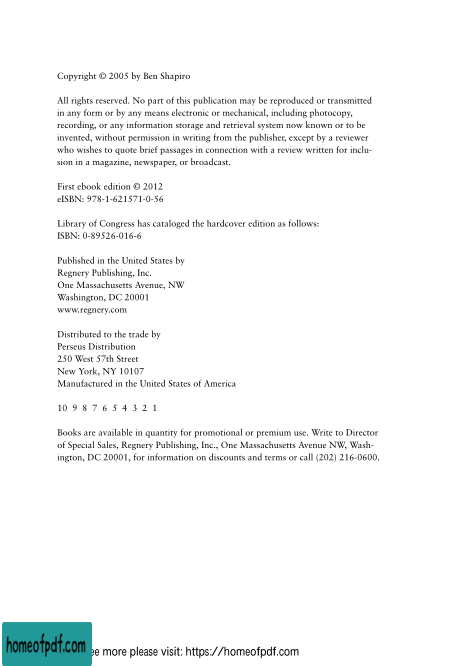 Copyright © 2005 by Ben Shapiro
All rights reserved. No part of this publication may be reproduced or transmitted
in any form or by any means electronic or mechanical, including photocopy,
recording, or any information storage and retrieval system now known or to be
invented, without permission in writing from the publisher, except by a reviewer
who wishes to quote brief passages in connection with a review written for inclu-
sion in a magazine, newspaper, or broadcast.
First ebook edition © 2012
eISBN: 978-1-621571-0-56
Library of Congress has cataloged the hardcover edition as follows:
ISBN: 0-89526-016-6
Published in the United States by
Regnery Publishing, Inc.
One Massachusetts Avenue, NW
Washington, DC 20001
www.regnery.com
Distributed to the trade by
Perseus Distribution
250 West 57th Street
New York, NY 10107
Manufactured in the United States of America
10 9 8 7 6 5 4 3 2 1
Books are available in quantity for promotional or premium use. Write to Director
of Special Sales, Regnery Publishing, Inc., One Massachusetts Avenue NW, Wash-
ington, DC 20001, for information on discounts and terms or call (202) 216-0600.
homeofpdf.com ee more please visit: https://homeofpdf.com